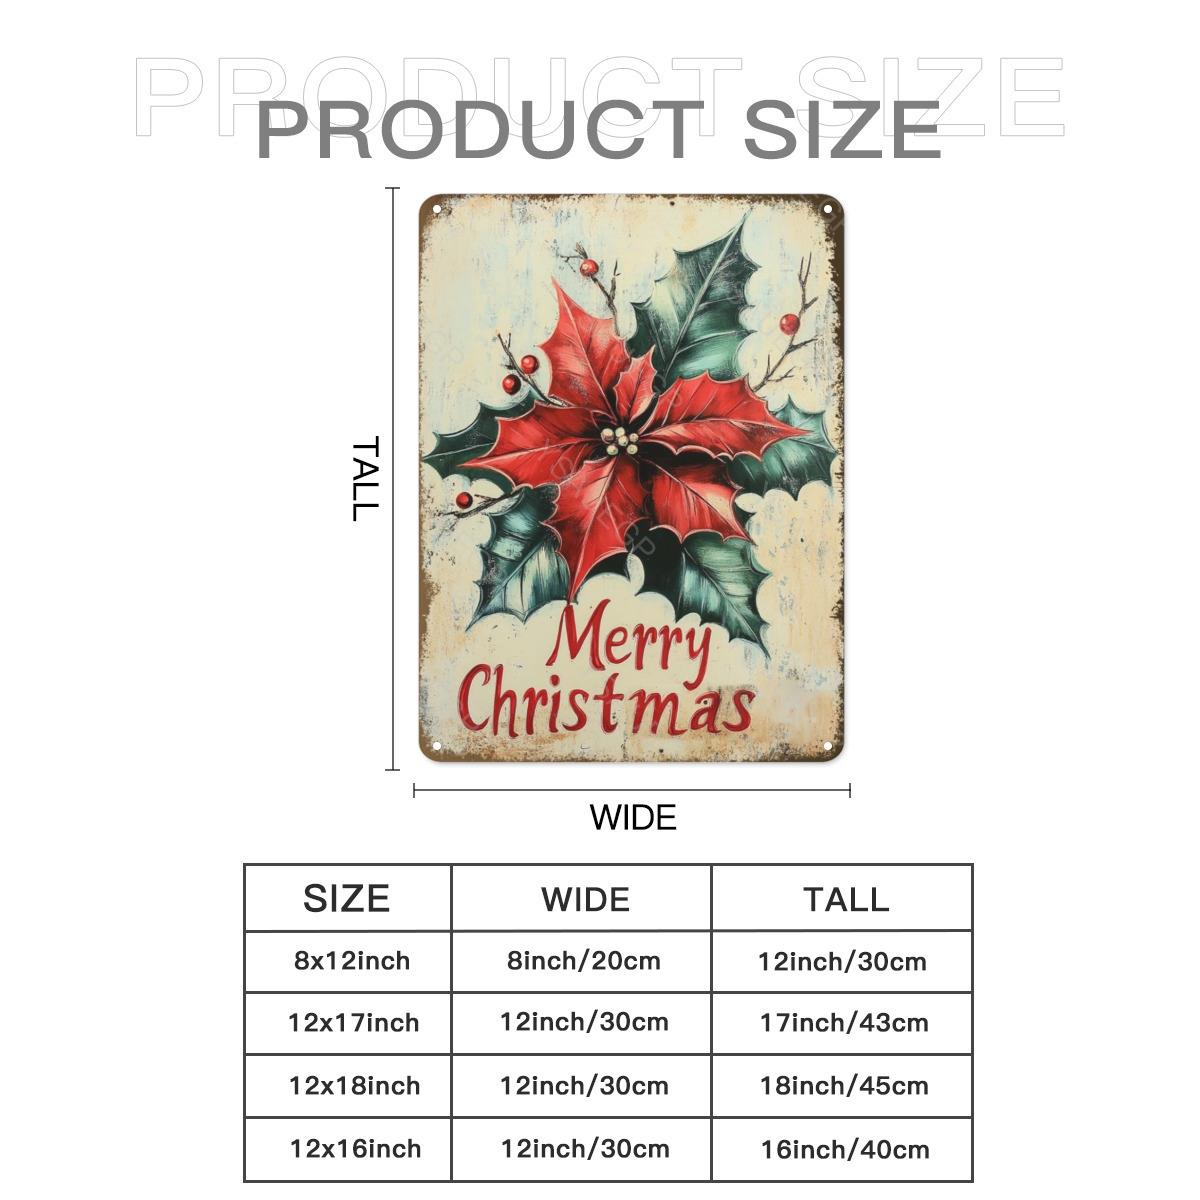 PRODUCT SIZE
PRODUCT SIZE
TALL
Merry
Christmas
WIDE
SIZE WIDE TALL
8x12inch 8inch/20cm 12inch/30cm
12x17inch 12inch/30cm 17inch/43cm
12x18inch 12inch/30cm 18inch/45cm
12x16inch 12inch/30cm 16inch/40cm